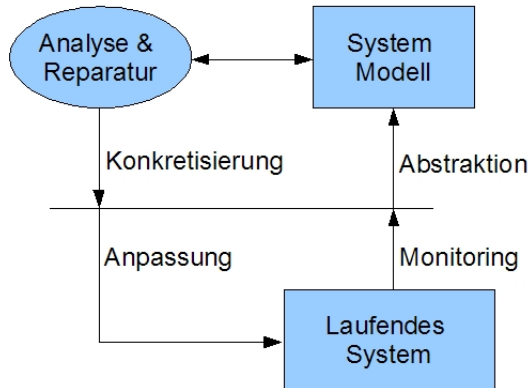 Analyse &
Reparatur
System
Modell
Konkretisierung
Abstraktion
Anpassung
Monitoring
Laufendes
System